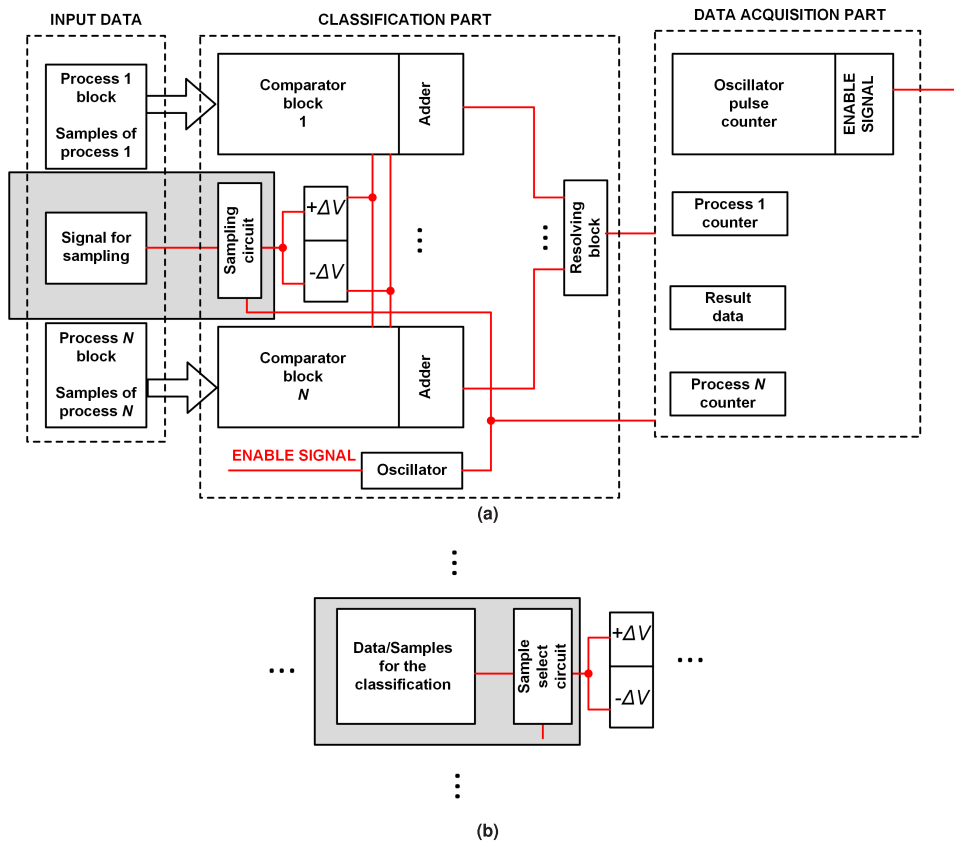 INPUT DATA
CLASSIFICATION PART
DATA ACQUISITION PART
Process 1
block
Samples of
process 1
Comparator
block
1
Adder
Oscillator
pulse
counter
ENABLE
SIGNAL
Signal for
sampling
Sampling
circuit
+ΔV
-ΔV
...
...
Resolving
block
Process 1
counter
Result
data
Process N
block
Samples of
process N
Comparator
block
N
Adder
Process N
counter
ENABLE SIGNAL
Oscillator
(a)
...
...
Data/Samples
for the
classification
Sample
select
circuit
+ΔV
-ΔV
...
...
(b)